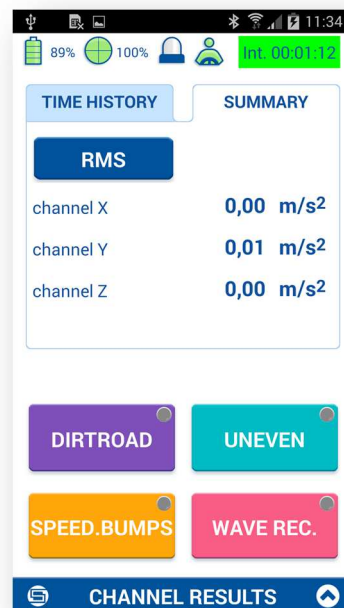 11:34
89% 100% Int. 00:01:12
TIME HISTORY SUMMARY
RMS
channel X 0,00 m/s²
channel Y 0,01 m/s²
channel Z 0,00 m/s²
DIRTROAD UNEVEN
SPEED.BUMPS WAVE REC.
CHANNEL RESULTS